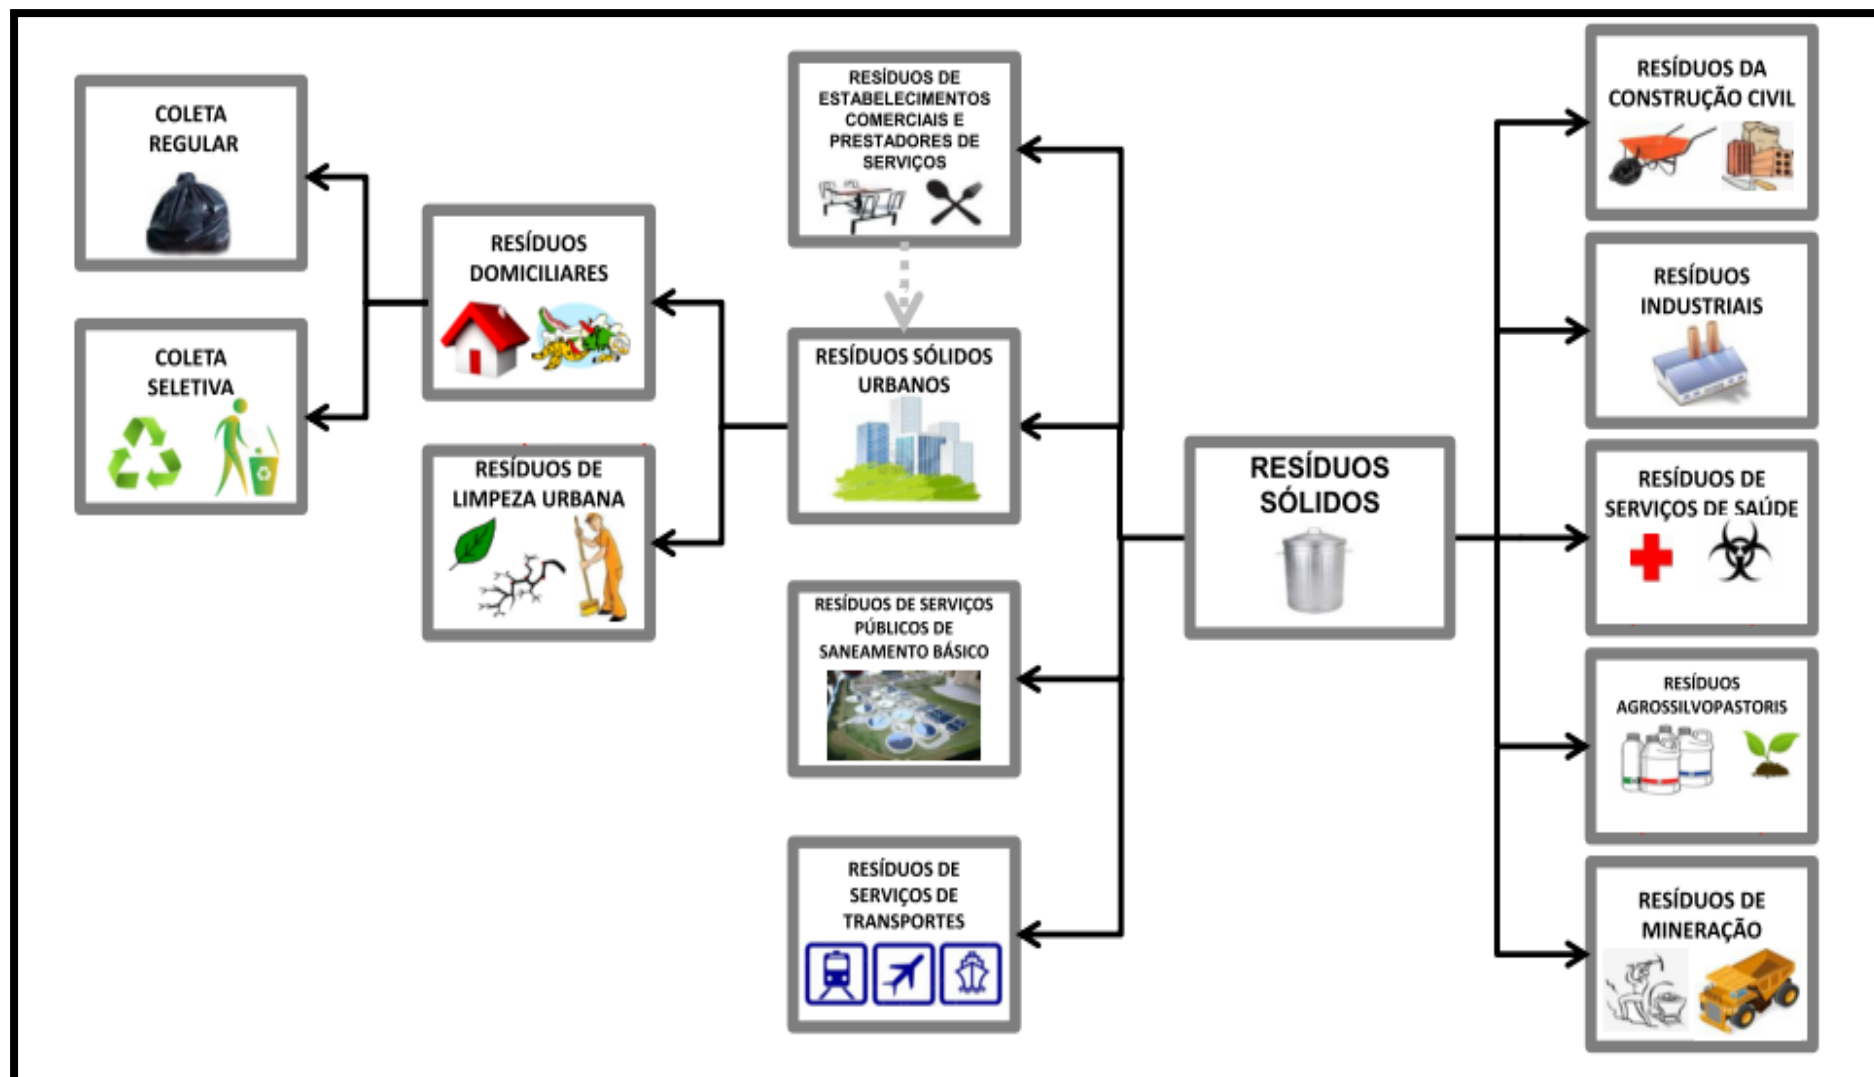 COLETA
REGULAR
COLETA
SELETIVA
RESÍDUOS
DOMICILIARES
RESÍDUOS DE
LIMPEZA URBANA
RESÍDUOS DE
ESTABELECIMENTOS
COMERCIAIS E
PRESTADORES DE
SERVIÇOS
RESÍDUOS SÓLIDOS
URBANOS
RESÍDUOS DE SERVIÇOS
PÚBLICOS DE
SANEAMENTO BÁSICO
RESÍDUOS DE
SERVIÇOS DE
TRANSPORTES
RESÍDUOS
SÓLIDOS
RESÍDUOS DA
CONSTRUÇÃO CIVIL
RESÍDUOS
INDUSTRIAIS
RESÍDUOS DE
SERVIÇOS DE SAÚDE
RESÍDUOS
AGROSSILVOPASTORIS
RESÍDUOS DE
MINERAÇÃO